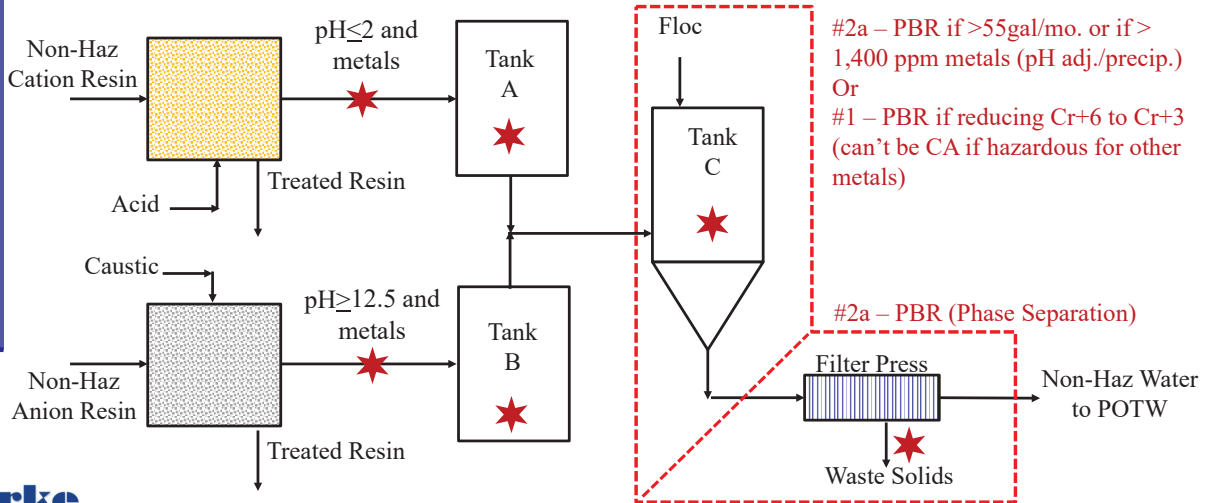 Non-Haz
Cation Resin
pH≤2 and
metals
Tank
A
Acid
Treated Resin
Caustic
pH≥12.5 and
metals
Tank
B
Non-Haz
Anion Resin
Treated Resin
Floc
Tank
C
#2a – PBR if >55gal/mo. or if >
1,400 ppm metals (pH adj./precip.)
Or
#1 – PBR if reducing Cr+6 to Cr+3
(can't be CA if hazardous for other
metals)
#2a – PBR (Phase Separation)
Filter Press
Non-Haz Water
to POTW
Waste Solids